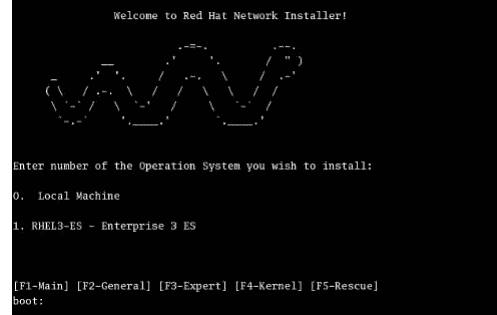 Welcome to Red Hat Network Installer!
Enter number of the Operation System you wish to install:
0. Local Machine
1. RHEL3-ES - Enterprise 3 ES
[F1-Main] [F2-General] [F3-Expert] [F4-Kernel] [F5-Rescue]
boot: